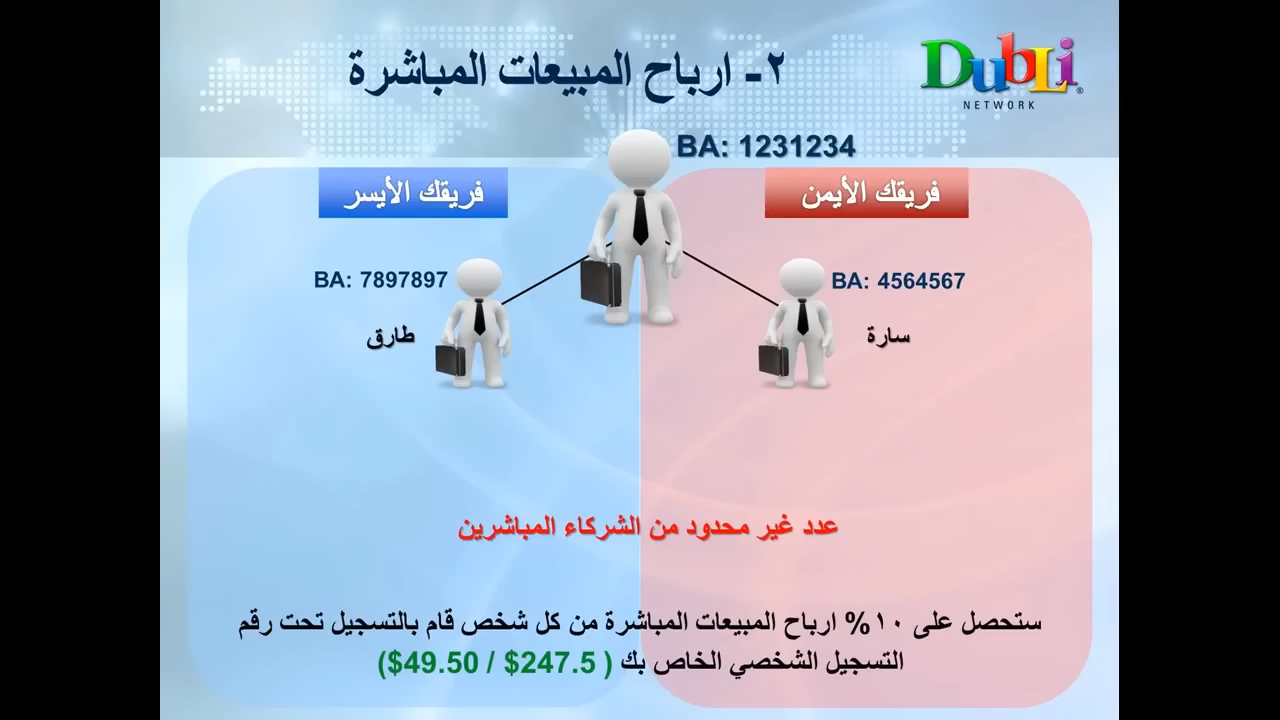 ٢- ارباح المبيعات المباشرة
DubLi®
NETWORK
BA: 1231234
فريقك الأيمن
فريقك الأيسر
BA: 4564567
BA: 7897897
سارة
طارق
عدد غير محدود من الشركاء المباشرين
ستحصل على ١٠% ارباح المبيعات المباشرة من كل شخص قام بالتسجيل تحت رقم
التسجيل الشخصي الخاص بك ( $247.5 / $49.50)